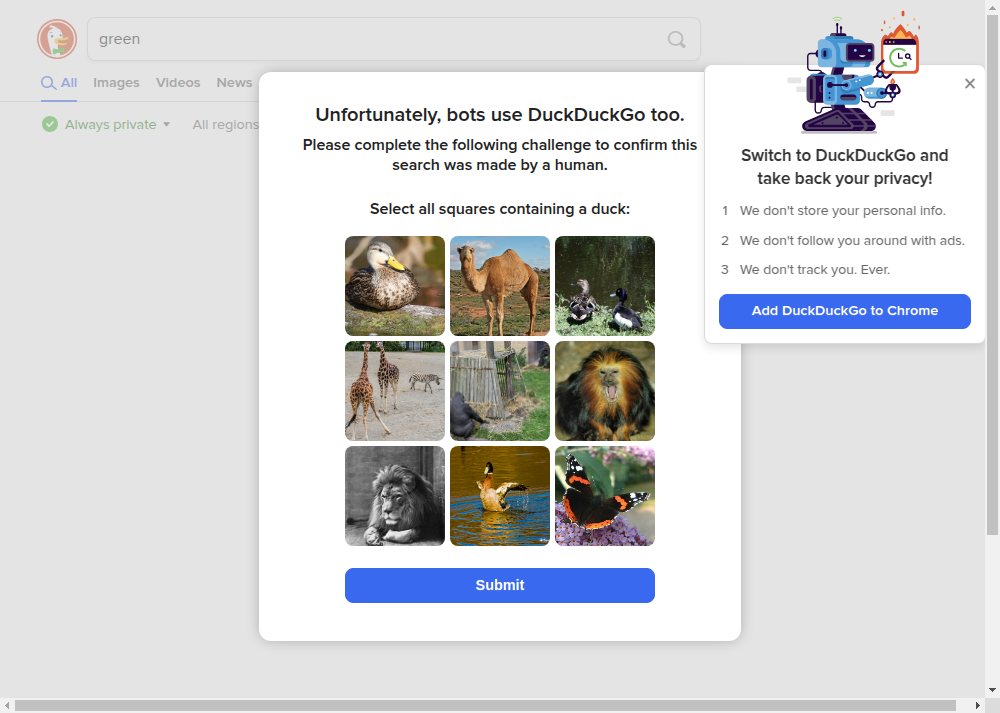 green
All Images Videos News
Always private All regions
Unfortunately, bots use DuckDuckGo too.
Please complete the following challenge to confirm this
search was made by a human.
Select all squares containing a duck:
Submit
Switch to DuckDuckGo and
take back your privacy!
1 We don't store your personal info.
2 We don't follow you around with ads.
3 We don't track you. Ever.
Add DuckDuckGo to Chrome